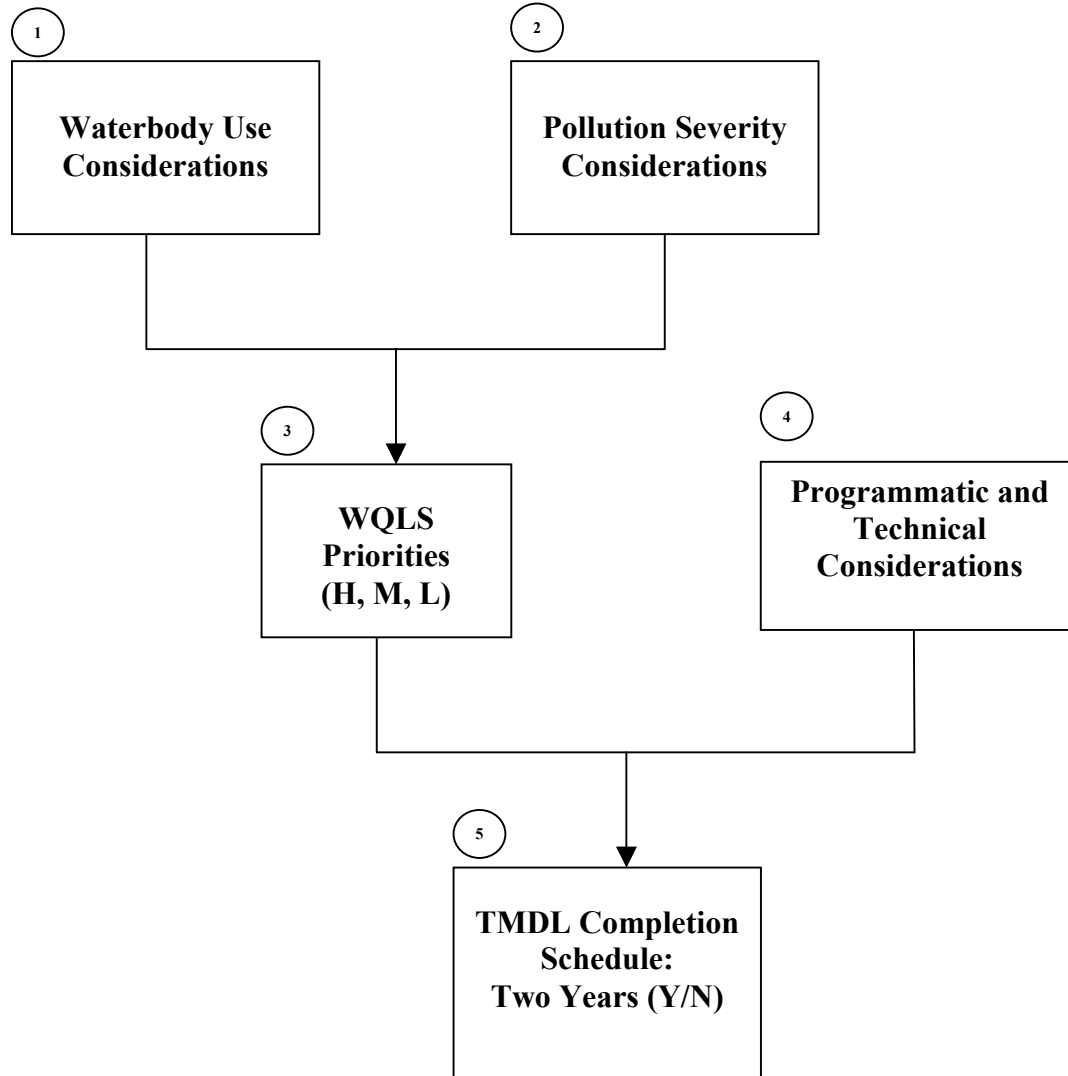 1
Waterbody Use
Considerations
2
Pollution Severity
Considerations
3
WQLS
Priorities
(H, M, L)
4
Programmatic and
Technical
Considerations
5
TMDL Completion
Schedule:
Two Years (Y/N)